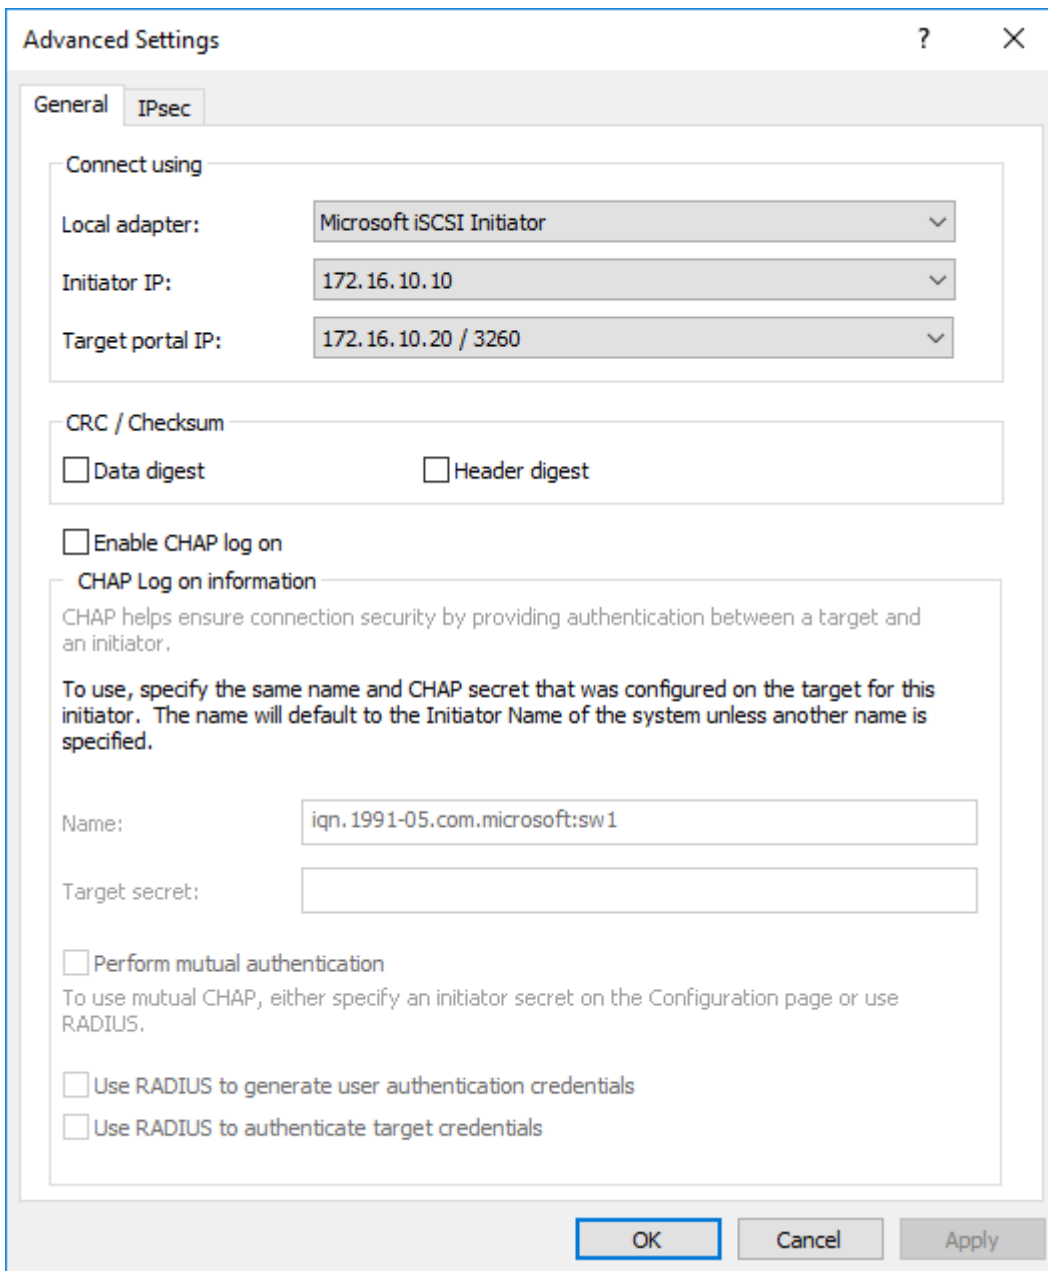 Advanced Settings ?
General IPsec
Connect using
Local adapter: Microsoft iSCSI Initiator
Initiator IP: 172.16.10.10
Target portal IP: 172.16.10.20 / 3260
CRC / Checksum
Data digest Header digest
Enable CHAP log on
CHAP Log on information
CHAP helps ensure connection security by providing authentication between a target and
an initiator.
To use, specify the same name and CHAP secret that was configured on the target for this
initiator.  The name will default to the Initiator Name of the system unless another name is
specified.
Name: iqn.1991-05.com.microsoft:sw1
Target secret:
Perform mutual authentication
To use mutual CHAP, either specify an initiator secret on the Configuration page or use
RADIUS.
Use RADIUS to generate user authentication credentials
Use RADIUS to authenticate target credentials
OK Cancel Apply